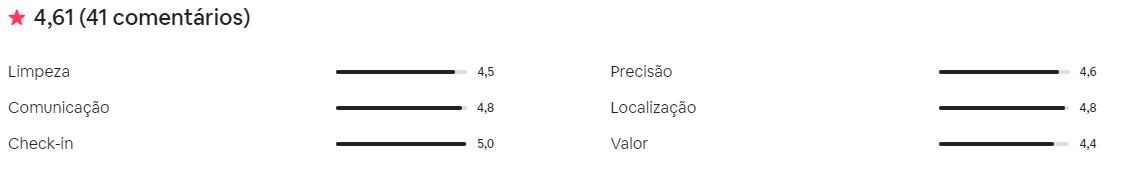 4,61 (41 comentários)
Limpeza 4,5 Precisão 4,6
Comunicação 4,8 Localização 4,8
Check-in 5,0 Valor 4,4